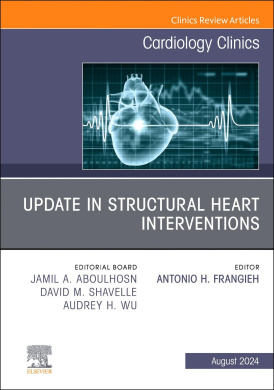 Clinics Review Articles
Cardiology Clinics
UPDATE IN STRUCTURAL HEART
INTERVENTIONS
EDITORIAL BOARD
JAMIL A. ABOULHOSN
DAVID M. SHAVELLE
AUDREY H. WU
EDITOR
ANTONIO H. FRANGIEH
ELSEVIER
AUGUST 2024